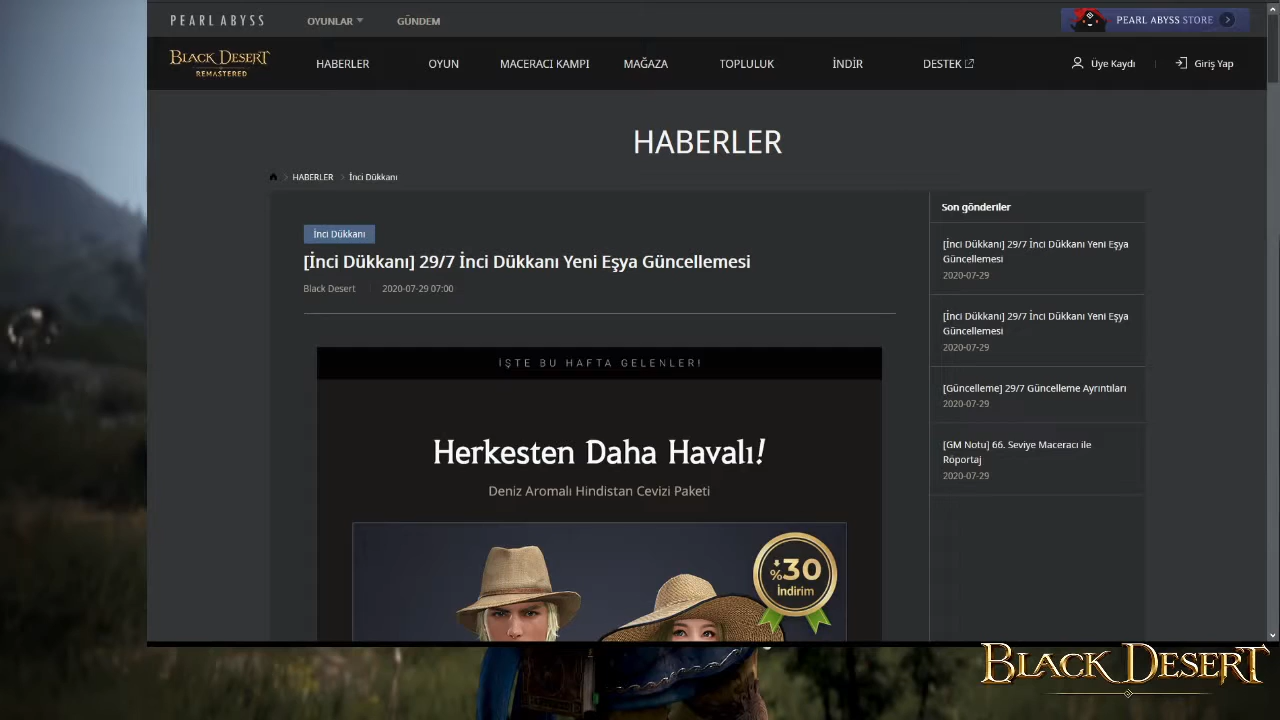 PEARL ABYSS
OYUNLAR
GÜNDEM
PEARL ABYSS STORE
BLACK DESERT
REMASTERED
HABERLER
OYUN
MACERACI KAMPI
MAĞAZA
TOPLULUK
İNDİR
DESTEK
Üye Kaydı
Giriş Yap
HABERLER
HABERLER
İnci Dükkanı
İnci Dükkanı
[İnci Dükkanı] 29/7 İnci Dükkanı Yeni Eşya Güncellemesi
Black Desert
2020-07-29 07:00
İŞTE BU HAFTA GELENLER!
Herkesten Daha Havalı!
Deniz Aromalı Hindistan Cevizi Paketi
%30
İndirim
Son gönderiler
[İnci Dükkanı] 29/7 İnci Dükkanı Yeni Eşya
Güncellemesi
2020-07-29
[İnci Dükkanı] 29/7 İnci Dükkanı Yeni Eşya
Güncellemesi
2020-07-29
[Güncelleme] 29/7 Güncelleme Ayrıntıları
2020-07-29
[GM Notu] 66. Seviye Maceracı ile
Röportaj
2020-07-29
BLACK DESERT